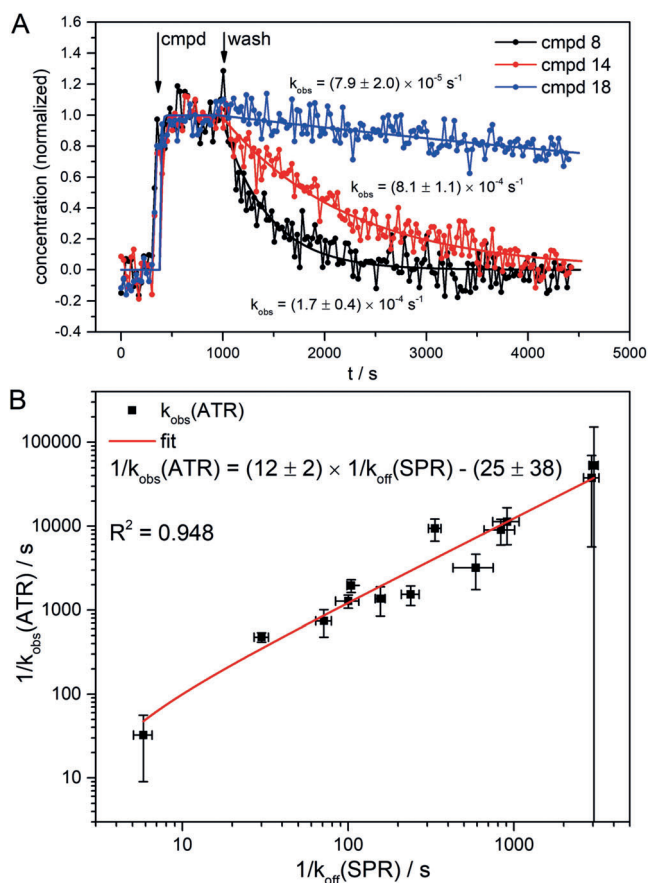 A
cmpd
wash
cmpd 8
cmpd 14
cmpd 18
k_obs = (7.9 ± 2.0) × 10⁻⁵ s⁻¹
k_obs = (8.1 ± 1.1) × 10⁻⁴ s⁻¹
k_obs = (1.7 ± 0.4) × 10⁻⁴ s⁻¹
concentration (normalized)
1.6
1.4
1.2
1.0
0.8
0.6
0.4
0.2
0.0
-0.2
-0.4
0
1000
2000
3000
4000
5000
t / s
B
k_obs(ATR)
fit
1/k_obs(ATR) = (12 ± 2) × 1/k_off(SPR) - (25 ± 38)
R² = 0.948
1/k_obs(ATR) / s
100000
10000
1000
100
10
10
100
1000
1/k_off(SPR) / s